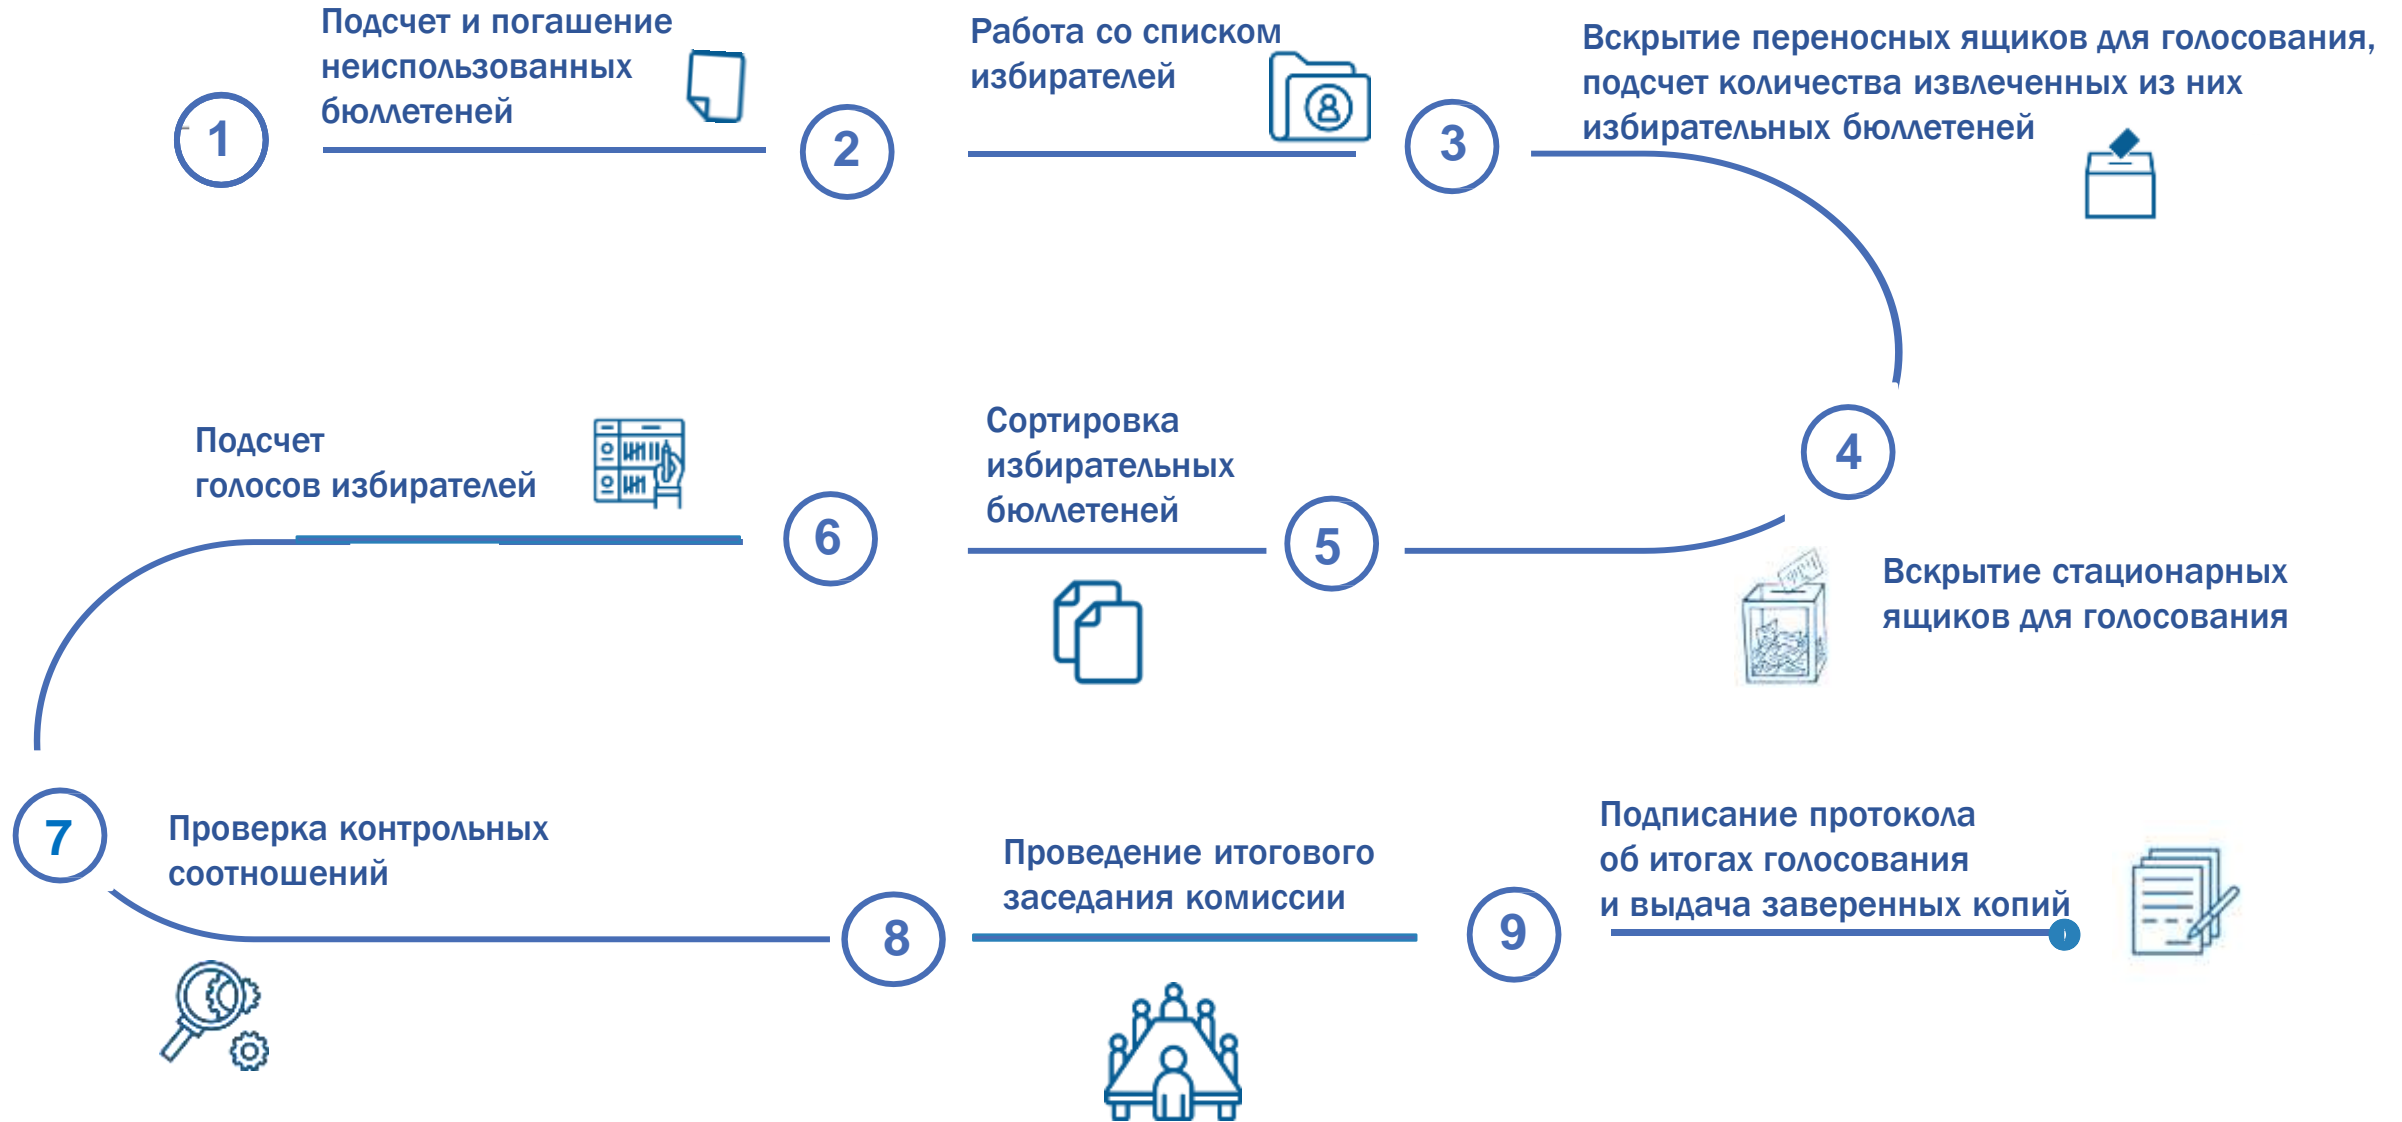 1
Подсчет и погашение
неиспользованных
бюллетеней
2
Работа со списком
избирателей
3
Вскрытие переносных ящиков для голосования,
подсчет количества извлеченных из них
избирательных бюллетеней
4
Вскрытие стационарных
ящиков для голосования
5
Сортировка
избирательных
бюллетеней
6
Подсчет
голосов избирателей
7
Проверка контрольных
соотношений
8
Проведение итогового
заседания комиссии
9
Подписание протокола
об итогах голосования
и выдача заверенных копий